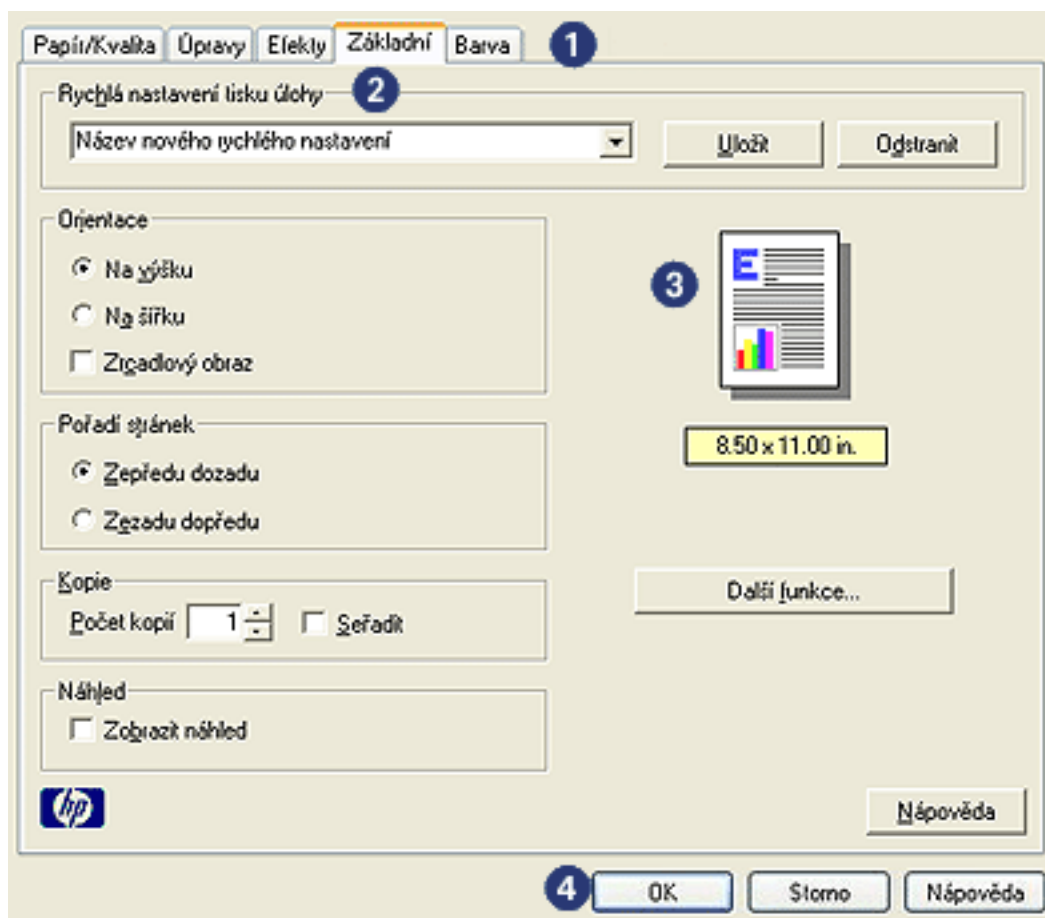 Papír/Kvalita Úpravy Efekty Základní Barva 1
Rychlá nastavení tisku úlohy 2
Název nového rychlého nastavení Uložit Odstranit
Orientace
Na výšku
Na šířku
Zrcadlový obraz
3
E
8.50 x 11.00 in.
Pořadí stránek
Zepředu dozadu
Zezadu dopředu
Kopie
Počet kopií 1 Seřadit
Další funkce...
Náhled
Zobrazit náhled
hp
Nápověda
4 OK Storno Nápověda